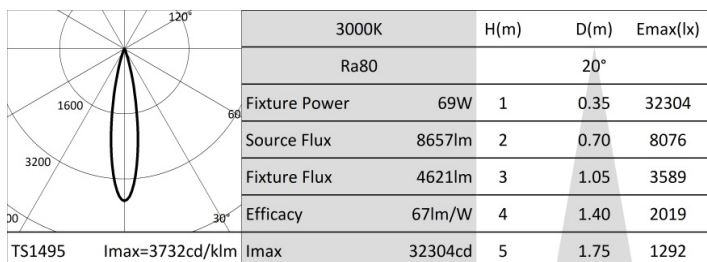 120°
1600
60
3200
00
30°
TS1495 Imax=3732cd/klm
3000K H(m) D(m) Emax(lx)
Ra80 20°
Fixture Power 69W 1 0.35 32304
Source Flux 8657lm 2 0.70 8076
Fixture Flux 4621lm 3 1.05 3589
Efficacy 67lm/W 4 1.40 2019
Imax 32304cd 5 1.75 1292